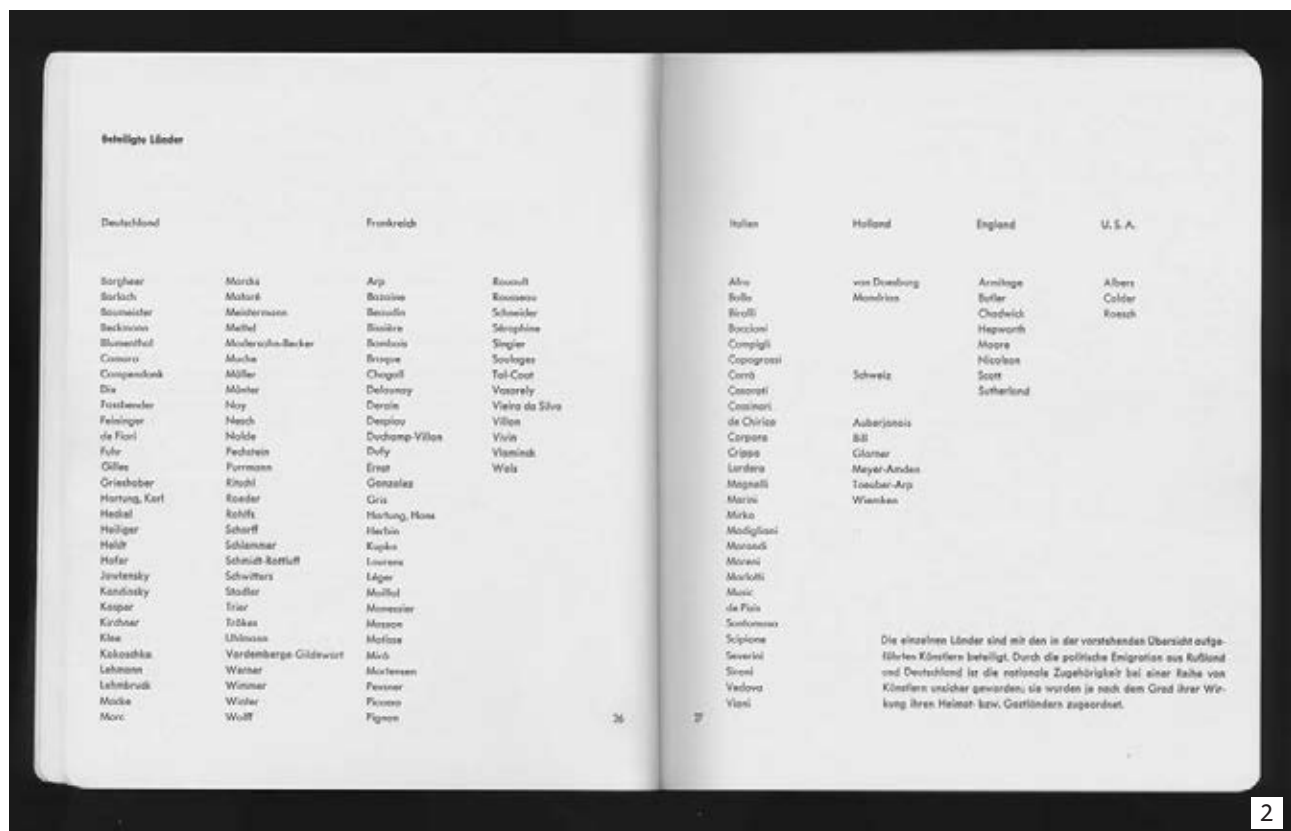 Beteiligte Länder
Deutschland
Borgheer
Barlach
Baumeister
Beckmann
Blumenthal
Camaro
Campendonk
Dix
Fassbender
Feininger
de Fiori
Fuhr
Gilles
Grieshaber
Hartung, Karl
Heckel
Heiliger
Heldt
Hofer
Jawlensky
Kandinsky
Kaspar
Kirchner
Klee
Kokoschka
Lehmann
Lehmbruck
Macke
Marc
Marcks
Mataré
Meistermann
Mettel
Modersohn-Becker
Muche
Müller
Münter
Nay
Nesch
Nolde
Pechstein
Purrmann
Ritschl
Roeder
Rohlfs
Scharff
Schlemmer
Schmidt-Rottluff
Schwitters
Stadler
Trier
Trökes
Uhlmann
Vordemberge-Gildewart
Werner
Wimmer
Winter
Wolff
Frankreich
Arp
Bazaine
Beaudin
Bissière
Bombois
Braque
Chagall
Delaunay
Derain
Despiau
Duchamp-Villon
Dufy
Ernst
Gonzalez
Gris
Hartung, Hans
Herbin
Kupka
Laurens
Léger
Maillol
Manessier
Masson
Matisse
Miró
Mortensen
Pevsner
Picasso
Pignon
Rouault
Rousseau
Schneider
Séraphine
Singier
Soulages
Tal-Coat
Vasarely
Vieira da Silva
Villon
Vivin
Vlaminck
Wols
36
Italien
Afro
Balla
Birolli
Boccioni
Campigli
Capogrossi
Carrà
Casorati
Cassinari
de Chirico
Corpora
Crippa
Lardera
Magnelli
Marini
Mirko
Modigliani
Morandi
Moreni
Morlotti
Music
de Pisis
Santomaso
Scipione
Severini
Sironi
Vedova
Viani
Holland
van Doesburg
Mondrian
Schweiz
Auberjonois
Bill
Glarner
Meyer-Amden
Taeuber-Arp
Wiemken
England
Armitage
Butler
Chadwick
Hepworth
Moore
Nicolson
Scott
Sutherland
U. S. A.
Albers
Calder
Roesch
Die einzelnen Länder sind mit den in der vorstehenden Übersicht aufge-
führten Künstlern beteiligt. Durch die politische Emigration aus Rußland
und Deutschland ist die nationale Zugehörigkeit bei einer Reihe von
Künstlern unsicher geworden; sie wurden je nach dem Grad ihrer Wir-
kung ihren Heimat- bzw. Gastländern zugeordnet.
37
2